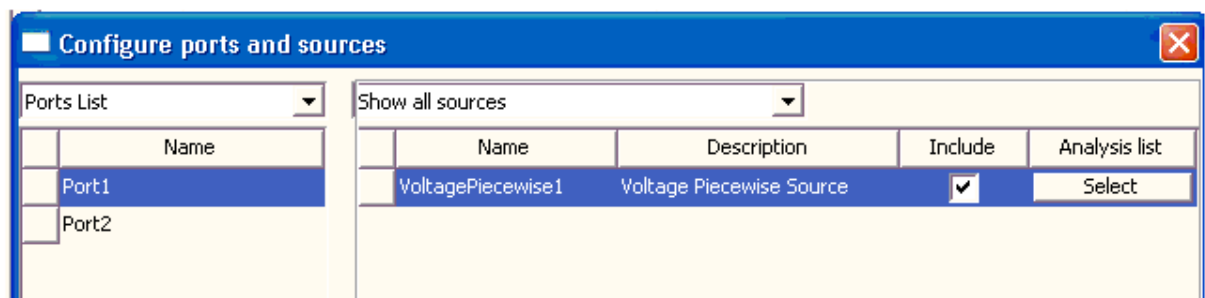 Configure ports and sources
Ports List
Show all sources
Name
Name Description Include Analysis list
Port1
VoltagePiecewise1 Voltage Piecewise Source Select
Port2